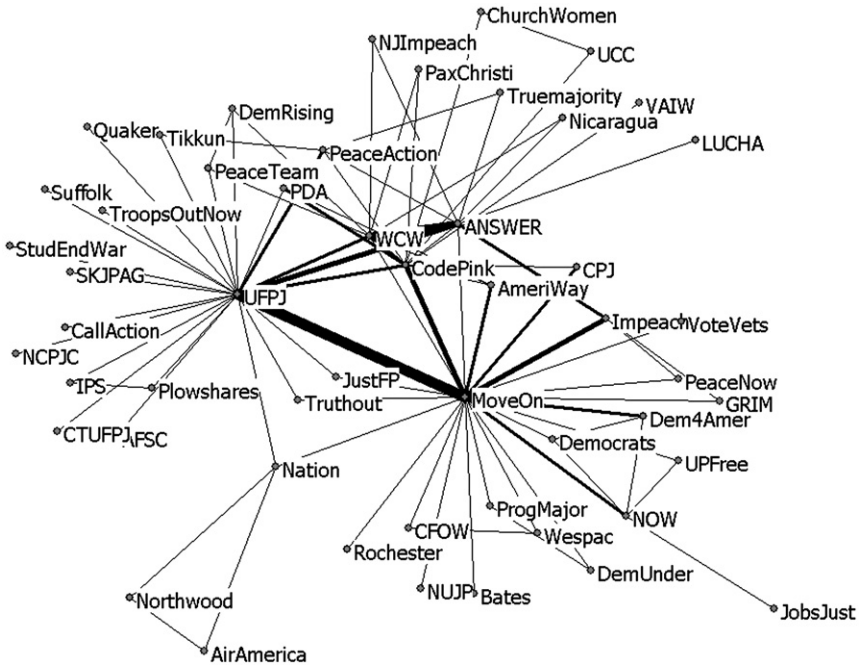 ChurchWomen
NJImpeach
UCC
PaxChristi
Truemajority
VAIW
DemRising
Nicaragua
Quaker
Tikkun
LUCHA
PeaceAction
PeaceTeam
PDA
Suffolk
TroopsOutNow
ANSWER
WCW
StudEndWar
CodePink
CPJ
SKJPAG
AmeriWay
UFPJ
Impeach
VoteVets
CallAction
NCPJC
JustFP
PeaceNow
IPS
Plowshares
MoveOn
Truthout
GRIM
Dem4Amer
CTUFPJ
AFSC
Democrats
UPFree
Nation
ProgMajor
NOW
CFOW
Wespac
Rochester
DemUnder
NUJP
Bates
Northwood
JobsJust
AirAmerica